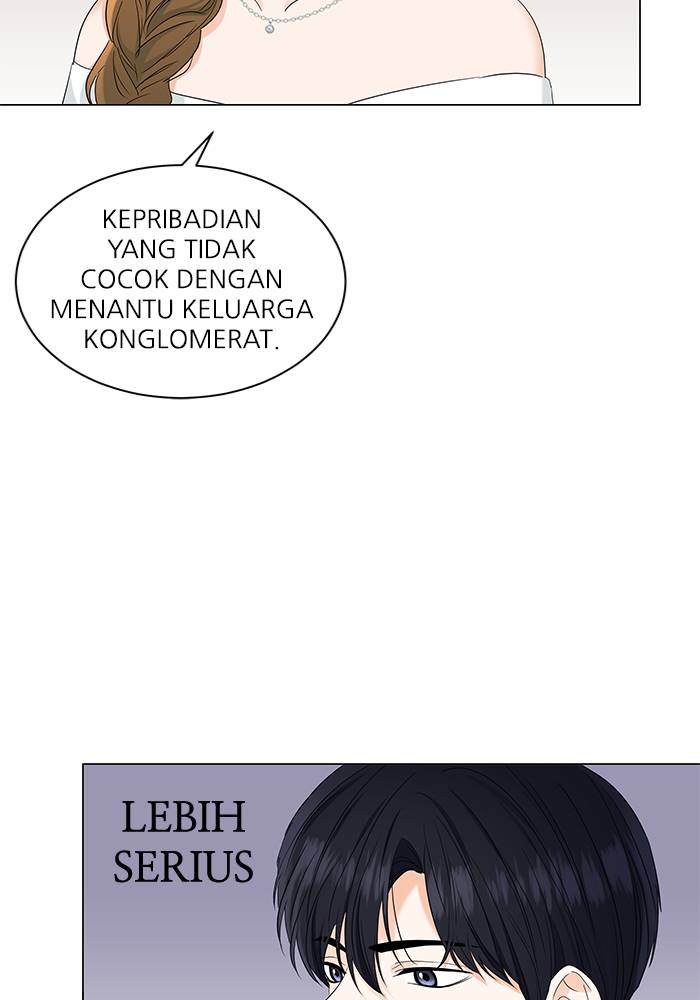 KEPRIBADIAN
YANG TIDAK
COCOK DENGAN
MENANTU KELUARGA
KONGLOMERAT.
LEBIH
SERIUS